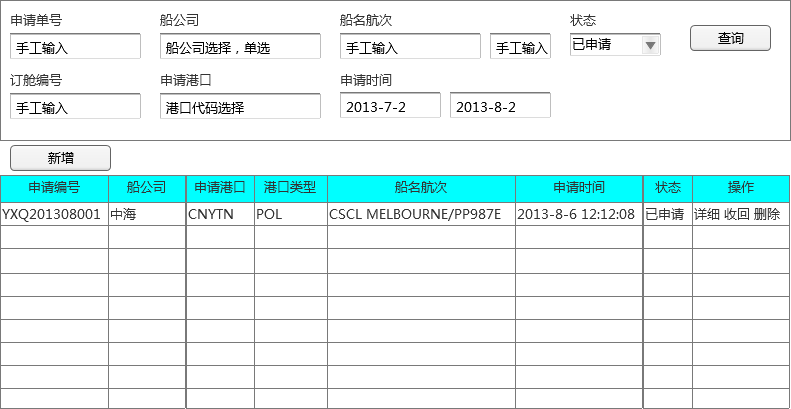 申请单号 船公司 船名航次 状态
手工输入 船公司选择，单选 手工输入 手工输入 已申请 查询
订舱编号 申请港口 申请时间
手工输入 港口代码选择 2013-7-2 2013-8-2
新增
申请编号 船公司 申请港口 港口类型 船名航次 申请时间 状态 操作
YXQ201308001 中海 CNYTN POL CSCL MELBOURNE/PP987E 2013-8-6 12:12:08 已申请 详细 收回 删除